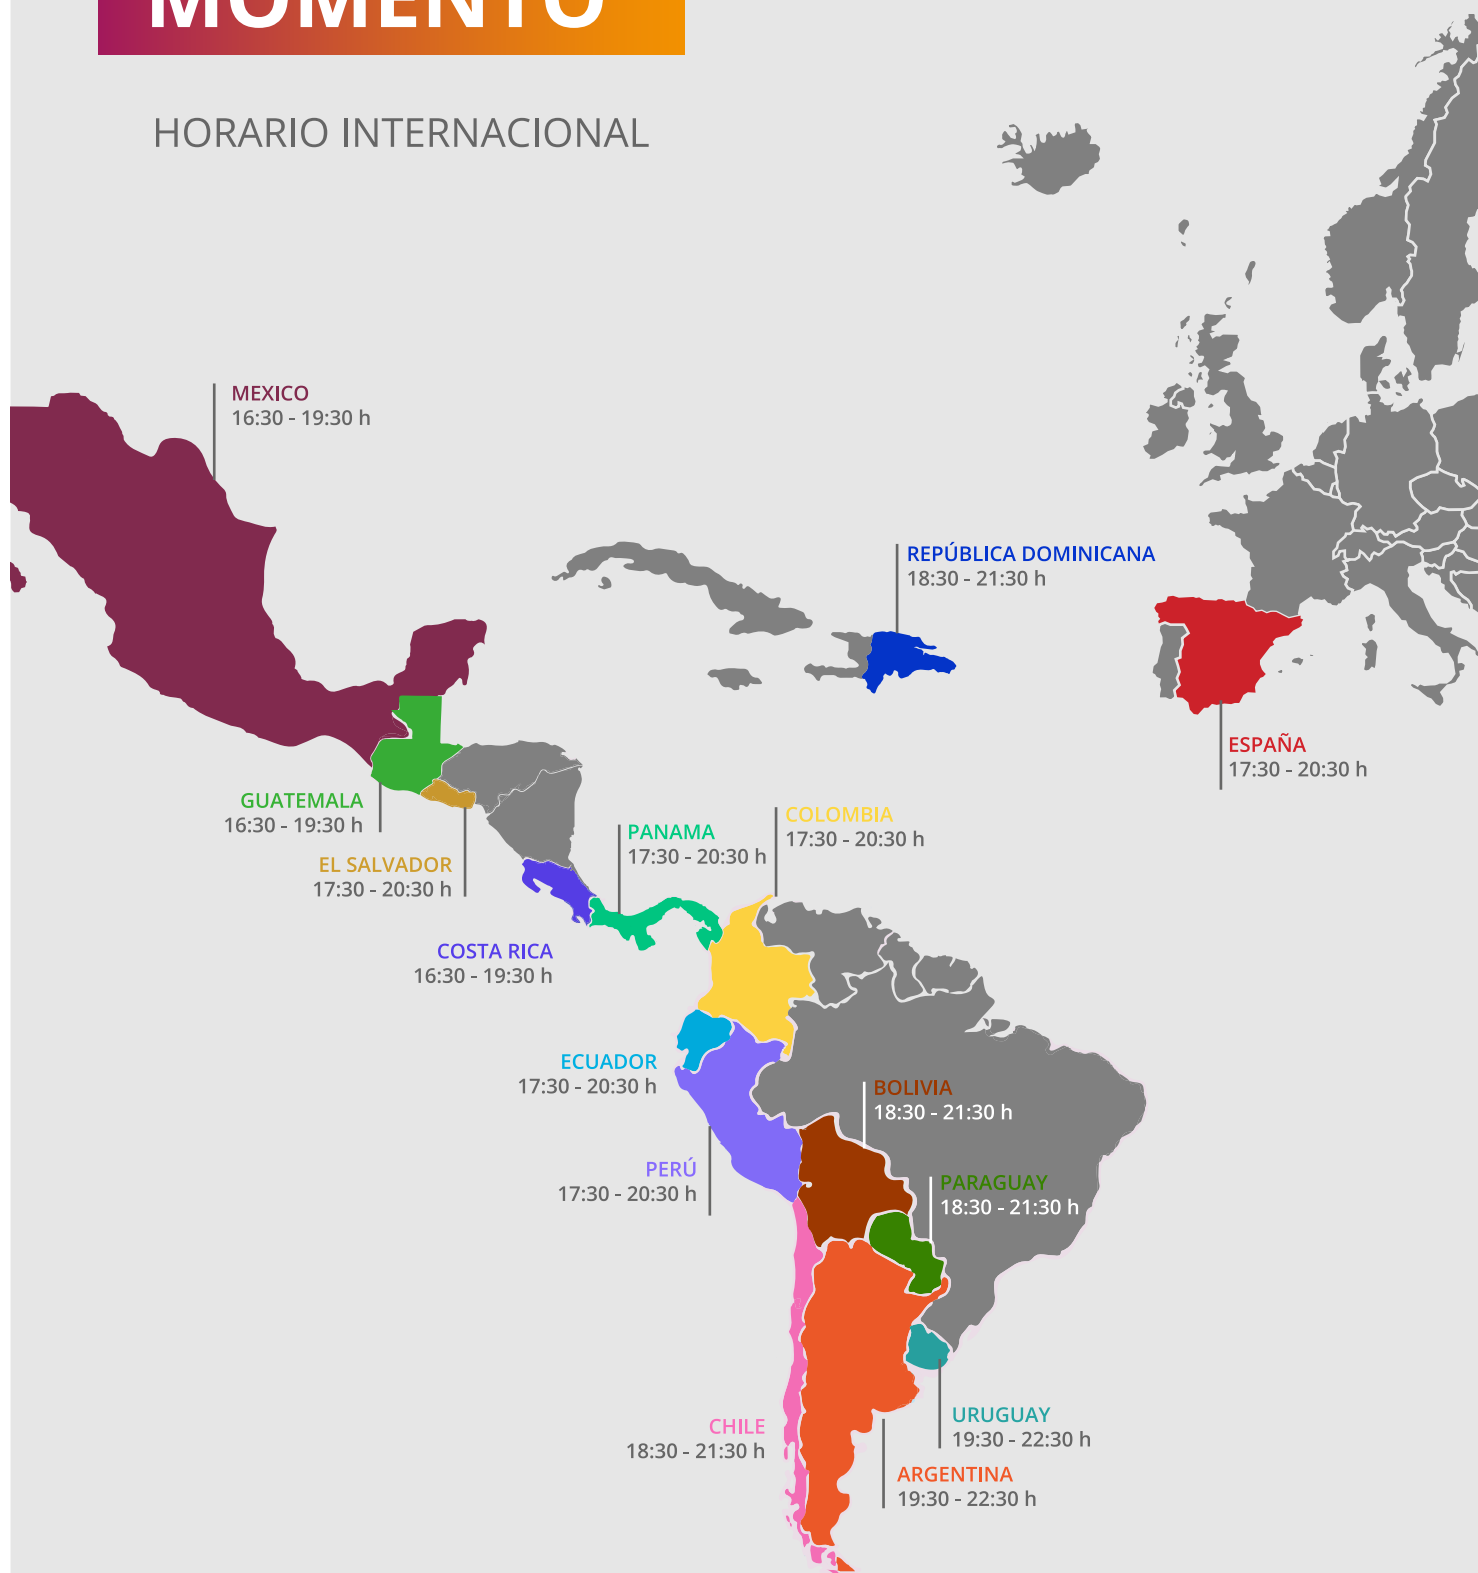 MOMENTO
HORARIO INTERNACIONAL
MEXICO
16:30 - 19:30 h
REPÚBLICA DOMINICANA
18:30 - 21:30 h
ESPAÑA
17:30 - 20:30 h
GUATEMALA
16:30 - 19:30 h
EL SALVADOR
17:30 - 20:30 h
PANAMA
17:30 - 20:30 h
COLOMBIA
17:30 - 20:30 h
COSTA RICA
16:30 - 19:30 h
ECUADOR
17:30 - 20:30 h
BOLIVIA
18:30 - 21:30 h
PERÚ
17:30 - 20:30 h
PARAGUAY
18:30 - 21:30 h
CHILE
18:30 - 21:30 h
URUGUAY
19:30 - 22:30 h
ARGENTINA
19:30 - 22:30 h